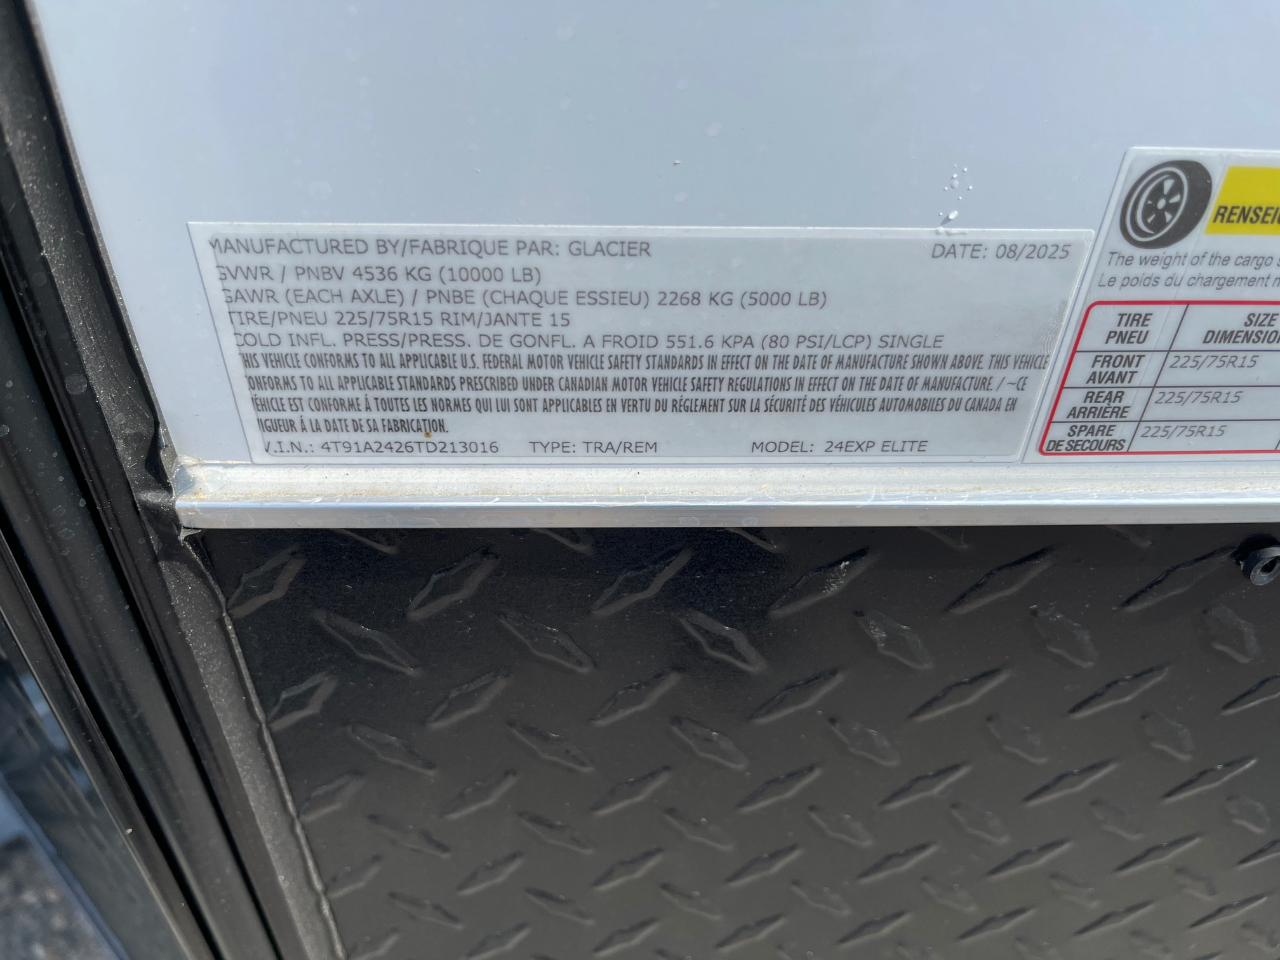 MANUFACTURED BY/FABRIQUE PAR: GLACIER DATE: 08/2025
GVWR / PNBV 4536 KG (10000 LB)
GAWR (EACH AXLE) / PNBE (CHAQUE ESSIEU) 2268 KG (5000 LB)
TIRE/PNEU 225/75R15 RIM/JANTE 15
COLD INFL. PRESS/PRESS. DE GONFL. A FROID 551.6 KPA (80 PSI/LCP) SINGLE
THIS VEHICLE CONFORMS TO ALL APPLICABLE U.S. FEDERAL MOTOR VEHICLE SAFETY STANDARDS IN EFFECT ON THE DATE OF MANUFACTURE SHOWN ABOVE. THIS VEHICLE
CONFORMS TO ALL APPLICABLE STANDARDS PRESCRIBED UNDER CANADIAN MOTOR VEHICLE SAFETY REGULATIONS IN EFFECT ON THE DATE OF MANUFACTURE. / ~CE
VÉHICLE EST CONFORME À TOUTES LES NORMES QUI LUI SONT APPLICABLES EN VERTU DU RÉGLEMENT SUR LA SÉCURITÉ DES VÉHICULES AUTOMOBILES DU CANADA EN
VIGUEUR À LA DATE DE SA FABRICATION.
V.I.N.: 4T91A2426TD213016 TYPE: TRA/REM MODEL: 24EXP ELITE
RENSEI
The weight of the cargo
Le poids du chargement
TIRE SIZE
PNEU DIMENSION
FRONT 225/75R15
AVANT
REAR 225/75R15
ARRIÈRE
SPARE 225/75R15
DE SECOURS